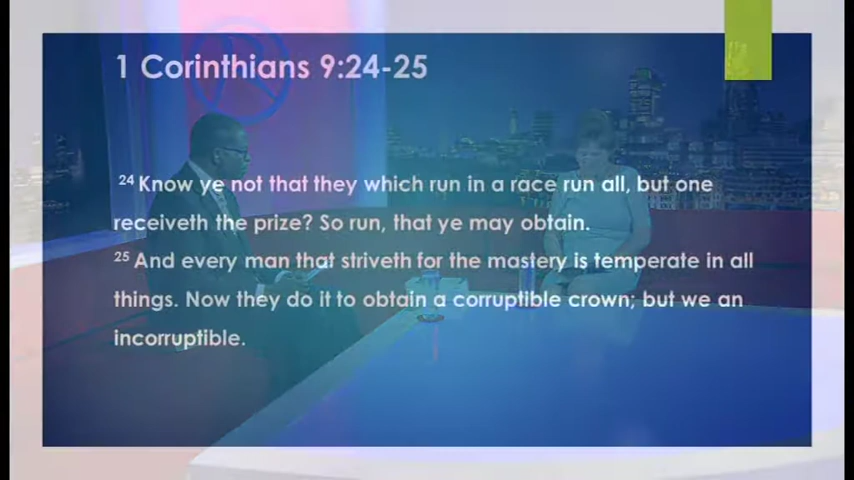 1 Corinthians 9:24-25
24 Know ye not that they which run in a race run all, but one
receiveth the prize? So run, that ye may obtain.
25 And every man that striveth for the mastery is temperate in all
things. Now they do it to obtain a corruptible crown; but we an
incorruptible.